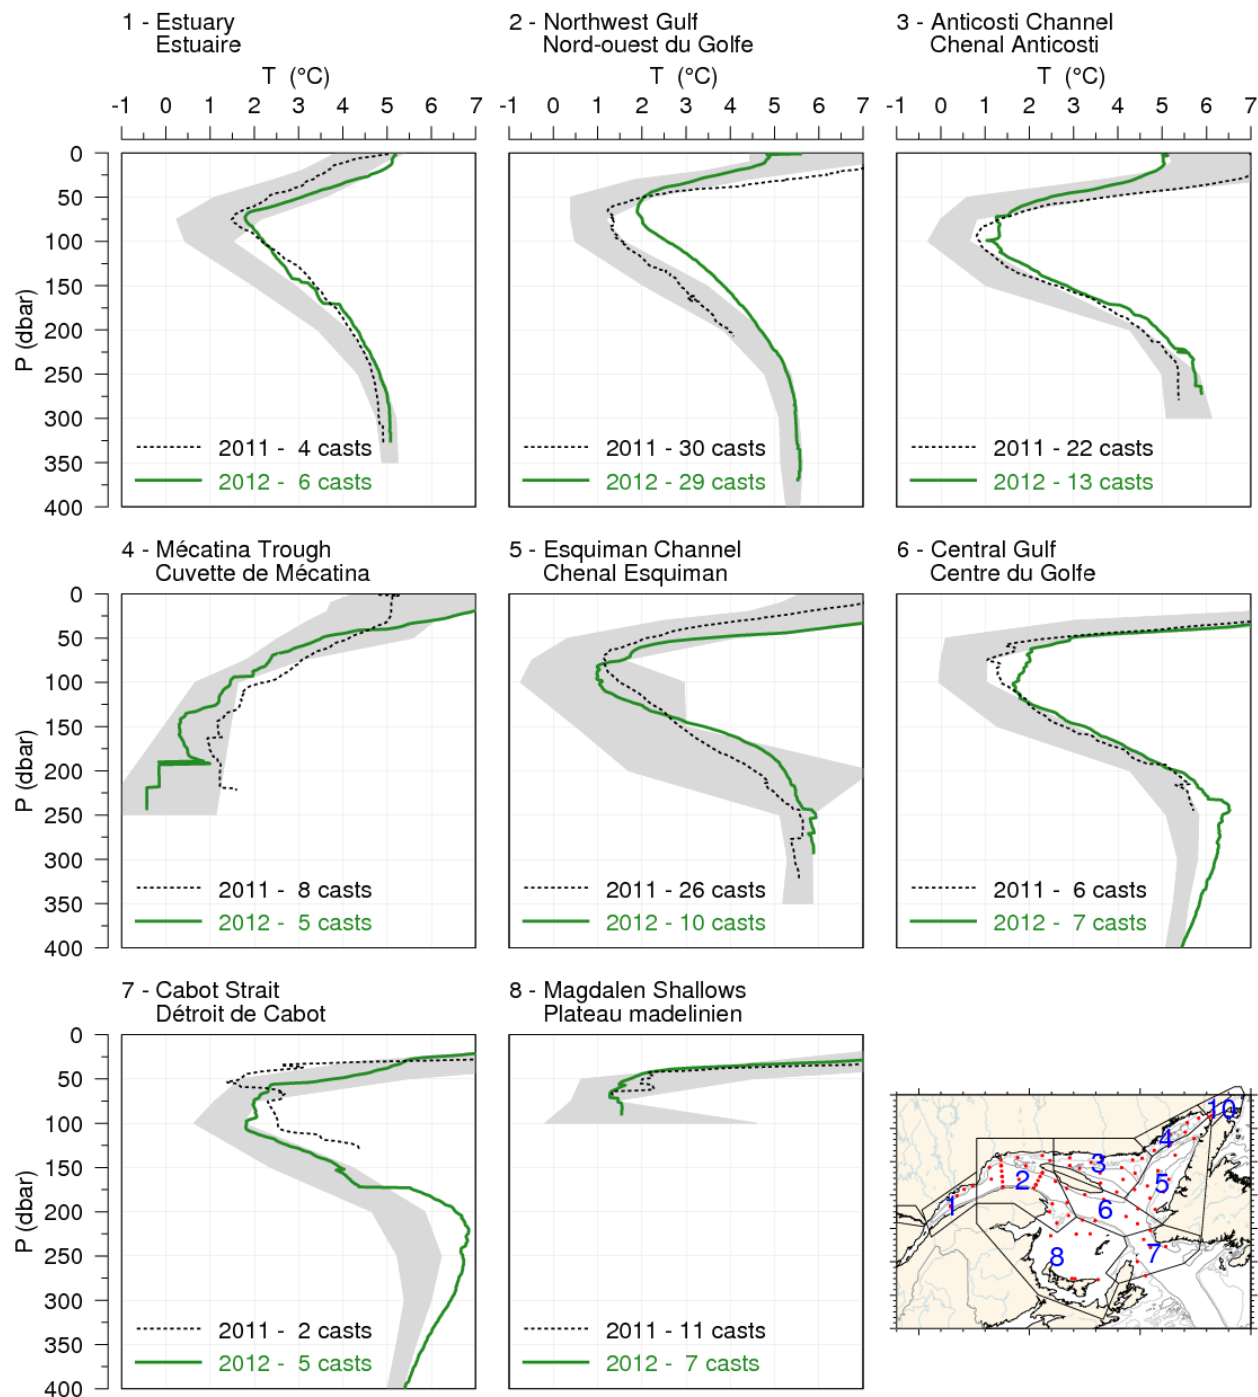 1 - Estuary
Estuaire
T (°C)
-1 0 1 2 3 4 5 6 7
2 - Northwest Gulf
Nord-ouest du Golfe
T (°C)
-1 0 1 2 3 4 5 6 7
3 - Anticosti Channel
Chenal Anticosti
T (°C)
-1 0 1 2 3 4 5 6 7
P (dbar)
0
50
100
150
200
250
300
350
400
2011 - 4 casts
2012 - 6 casts
2011 - 30 casts
2012 - 29 casts
2011 - 22 casts
2012 - 13 casts
4 - Mécatina Trough
Cuvette de Mécatina
5 - Esquiman Channel
Chenal Esquiman
6 - Central Gulf
Centre du Golfe
P (dbar)
0
50
100
150
200
250
300
350
400
2011 - 8 casts
2012 - 5 casts
2011 - 26 casts
2012 - 10 casts
2011 - 6 casts
2012 - 7 casts
7 - Cabot Strait
Détroit de Cabot
8 - Magdalen Shallows
Plateau madelinien
P (dbar)
0
50
100
150
200
250
300
350
400
2011 - 2 casts
2012 - 5 casts
2011 - 11 casts
2012 - 7 casts
10
4
3
2
5
1
6
7
8